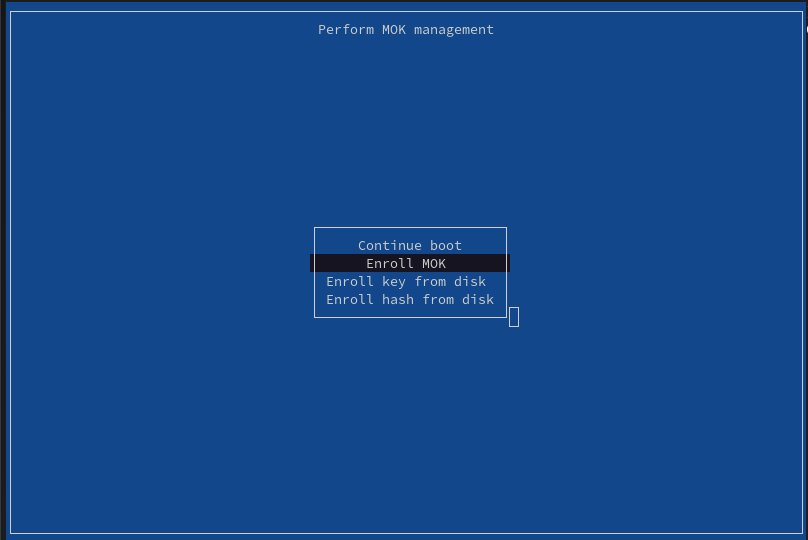 Perform MOK management
Continue boot
Enroll MOK
Enroll key from disk
Enroll hash from disk